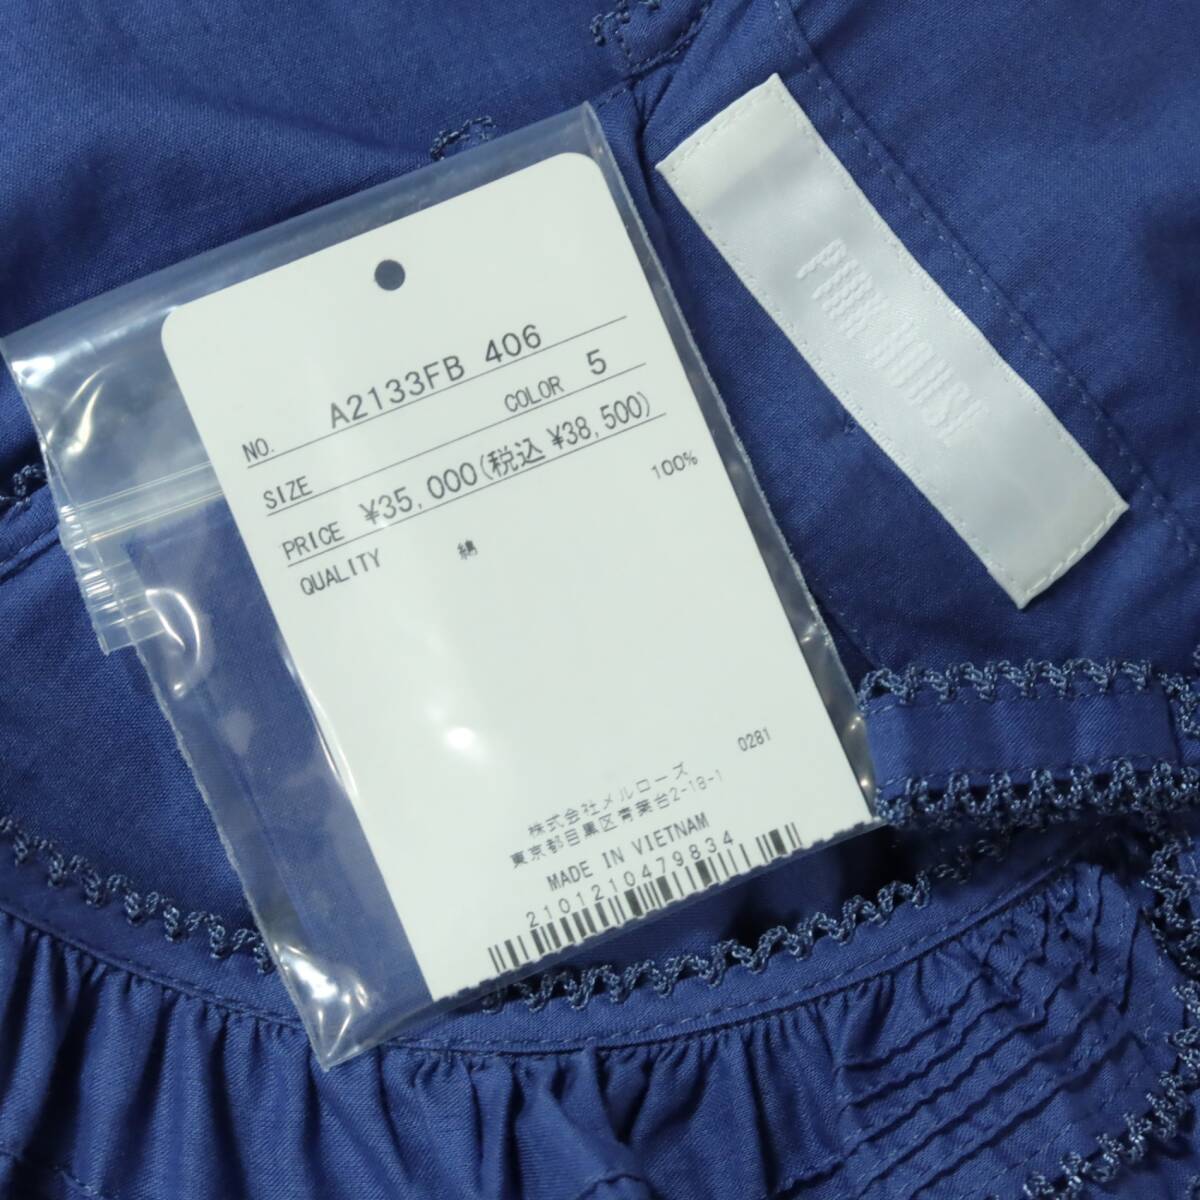 PINK HOUSE
NO. A2133FB 406
SIZE COLOR 5
PRICE ¥35,000(税込 ¥38,500)
QUALITY 綿 100%
0281
株式会社メルローズ
東京都目黒区青葉台2-18-1
MADE IN VIETNAM
2101210479834